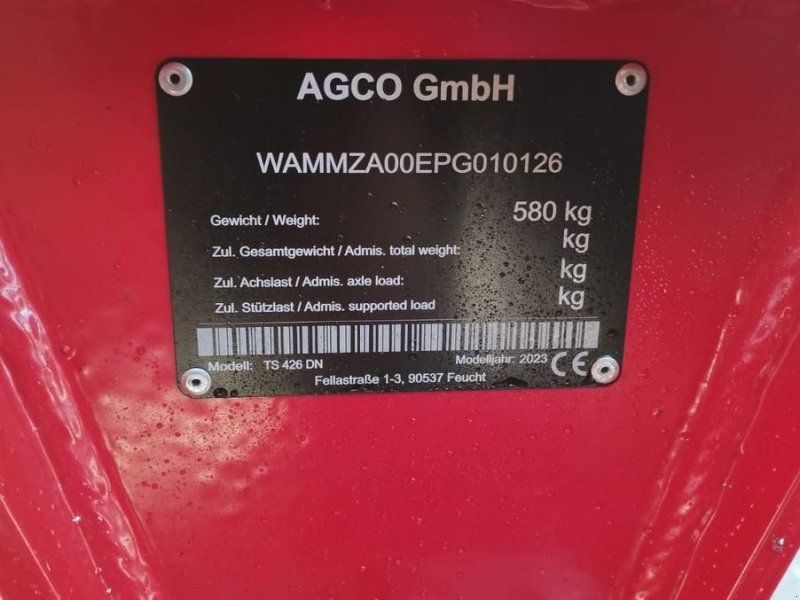 AGCO GmbH
WAMMZA00EPG010126
Gewicht / Weight: 580 kg
Zul. Gesamtgewicht / Admis. total weight: kg
Zul. Achslast / Admis. axle load: kg
Zul. Stützlast / Admis. supported load kg
Modell: TS 426 DN Modelljahr: 2023 CE
Fellastraße 1-3, 90537 Feucht